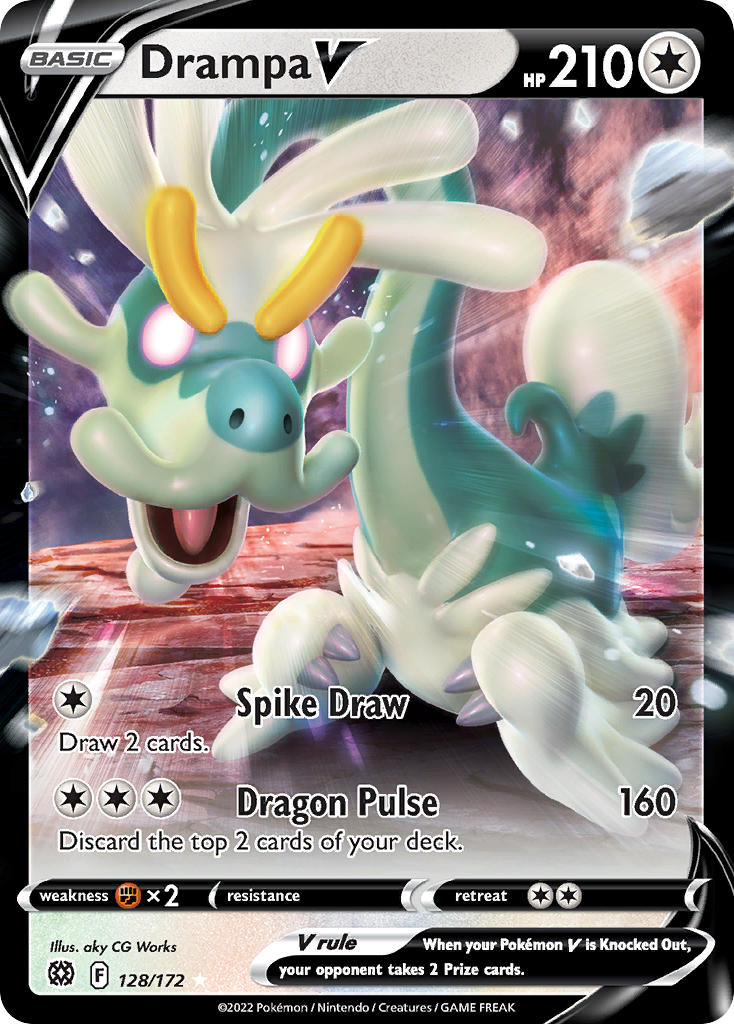 BASIC Drampa V HP 210
Spike Draw 20
Draw 2 cards.
Dragon Pulse 160
Discard the top 2 cards of your deck.
weakness ×2 resistance retreat
Illus. aky CG Works
V rule When your Pokémon V is Knocked Out,
your opponent takes 2 Prize cards.
F 128/172
©2022 Pokémon / Nintendo / Creatures / GAME FREAK